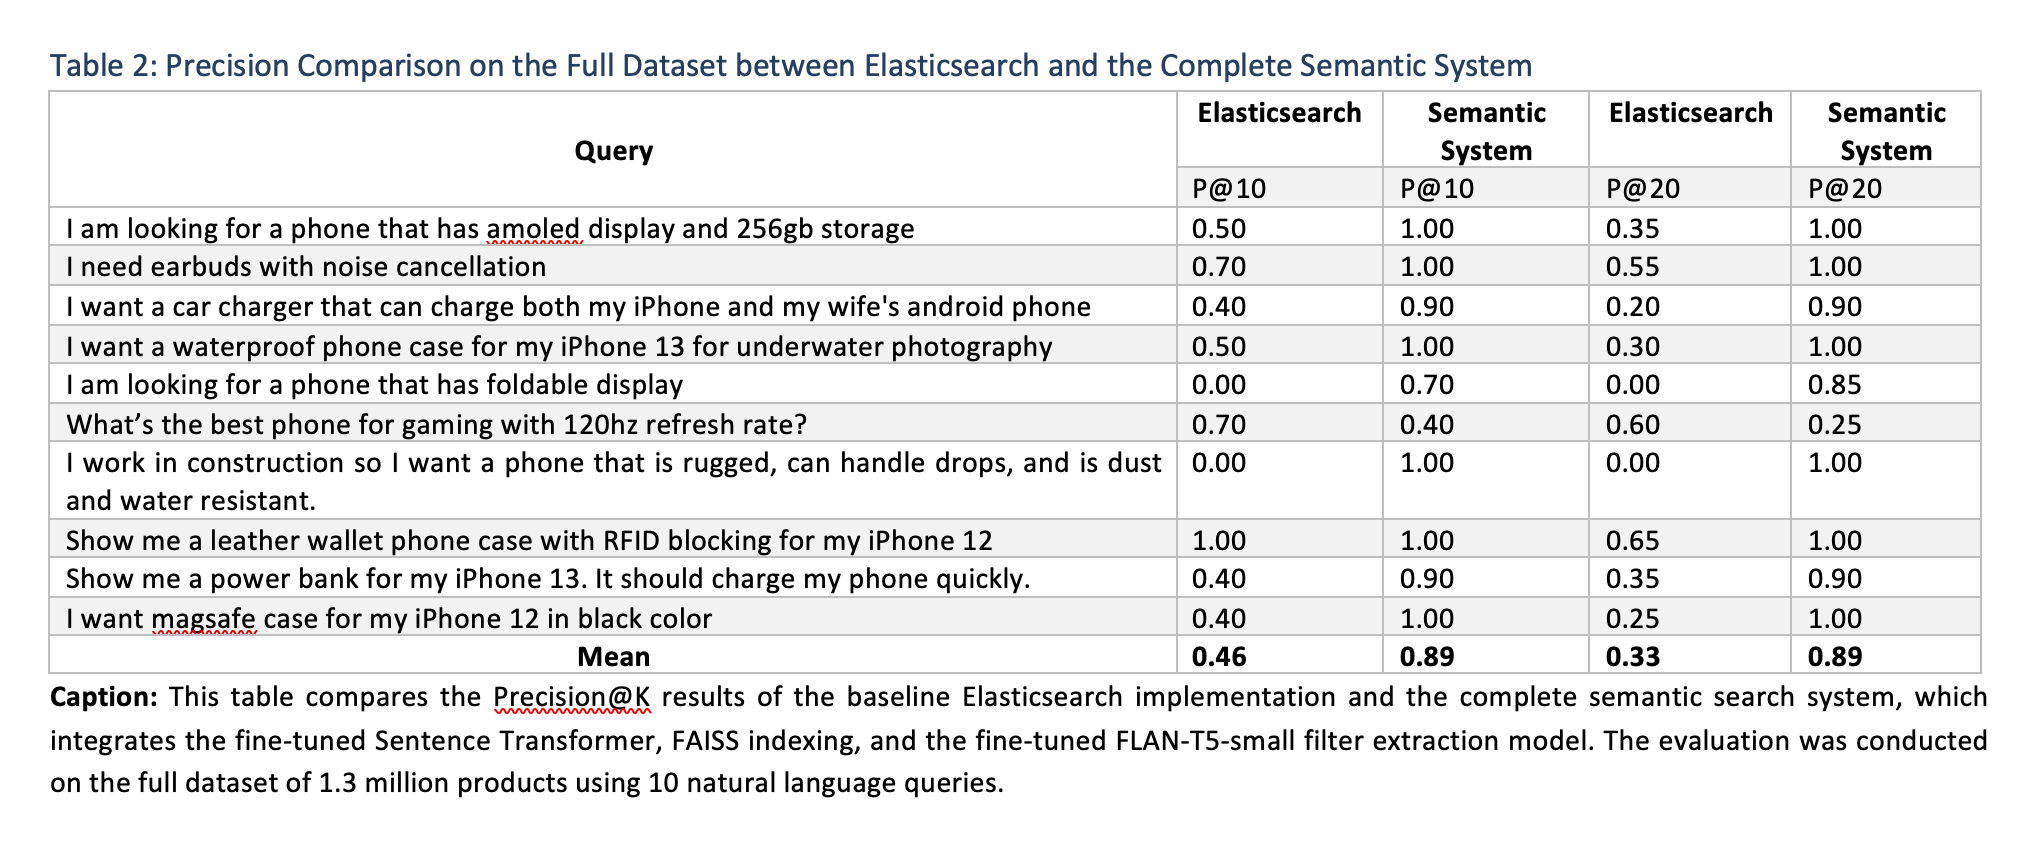 Table 2: Precision Comparison on the Full Dataset between Elasticsearch and the Complete Semantic System
Query Elasticsearch Semantic System Elasticsearch Semantic System
P@10 P@10 P@20 P@20
I am looking for a phone that has amoled display and 256gb storage 0.50 1.00 0.35 1.00
I need earbuds with noise cancellation 0.70 1.00 0.55 1.00
I want a car charger that can charge both my iPhone and my wife's android phone 0.40 0.90 0.20 0.90
I want a waterproof phone case for my iPhone 13 for underwater photography 0.50 1.00 0.30 1.00
I am looking for a phone that has foldable display 0.00 0.70 0.00 0.85
What’s the best phone for gaming with 120hz refresh rate? 0.70 0.40 0.60 0.25
I work in construction so I want a phone that is rugged, can handle drops, and is dust 0.00 1.00 0.00 1.00
and water resistant.
Show me a leather wallet phone case with RFID blocking for my iPhone 12 1.00 1.00 0.65 1.00
Show me a power bank for my iPhone 13. It should charge my phone quickly. 0.40 0.90 0.35 0.90
I want magsafe case for my iPhone 12 in black color 0.40 1.00 0.25 1.00
Mean 0.46 0.89 0.33 0.89
Caption: This table compares the Precision@K results of the baseline Elasticsearch implementation and the complete semantic search system, which
integrates the fine-tuned Sentence Transformer, FAISS indexing, and the fine-tuned FLAN-T5-small filter extraction model. The evaluation was conducted
on the full dataset of 1.3 million products using 10 natural language queries.